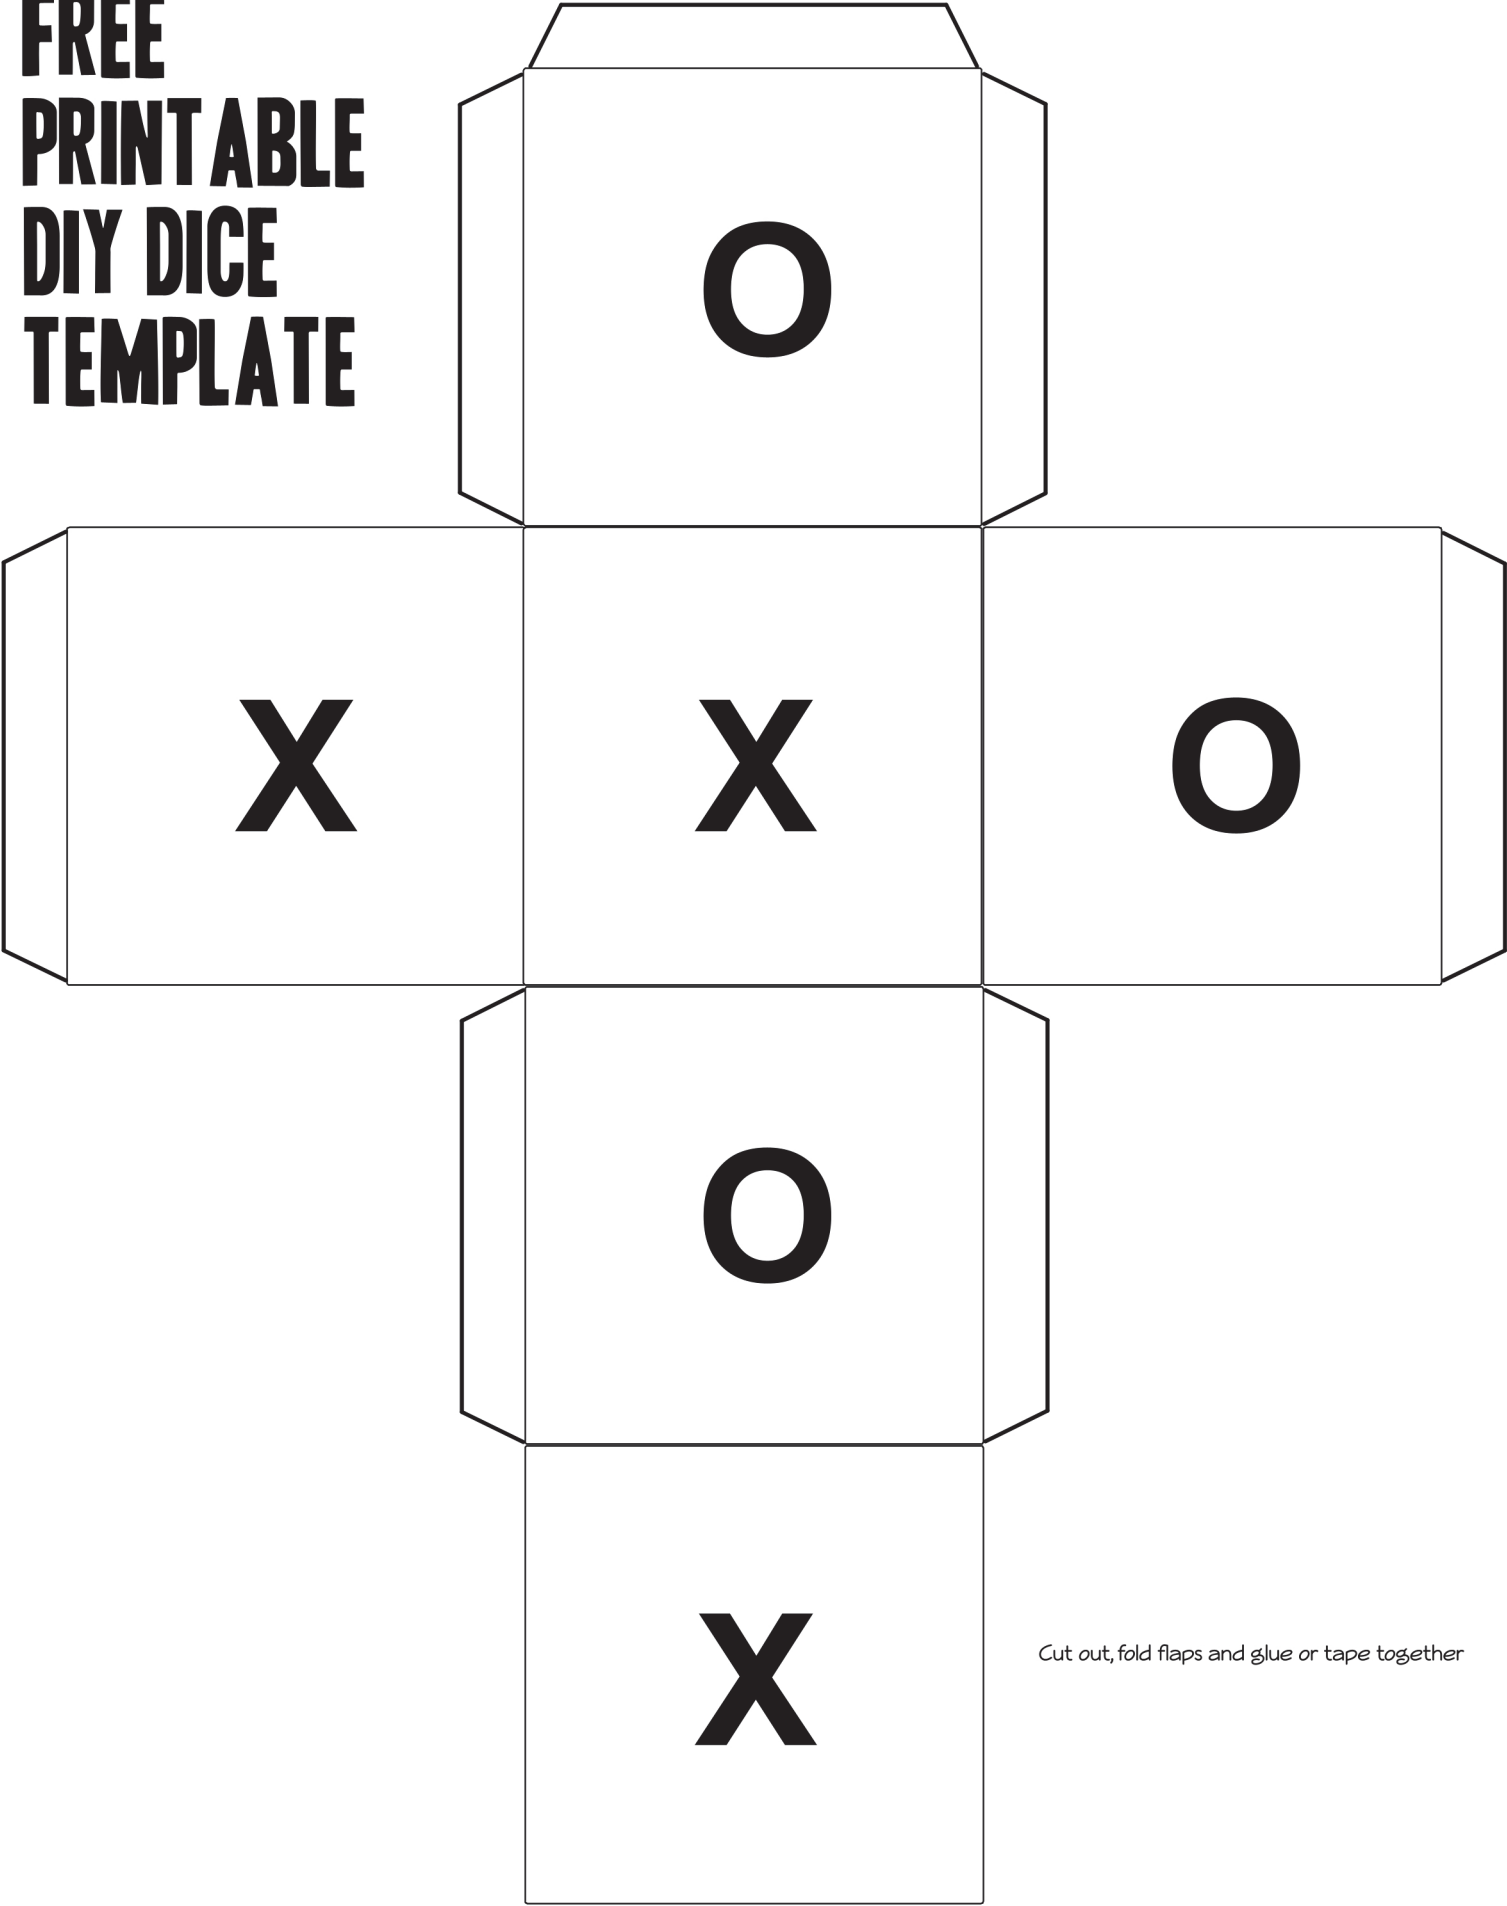 FREE
PRINTABLE
DIY DICE
TEMPLATE
O
X X O
O
X
Cut out, fold flaps and glue or tape together